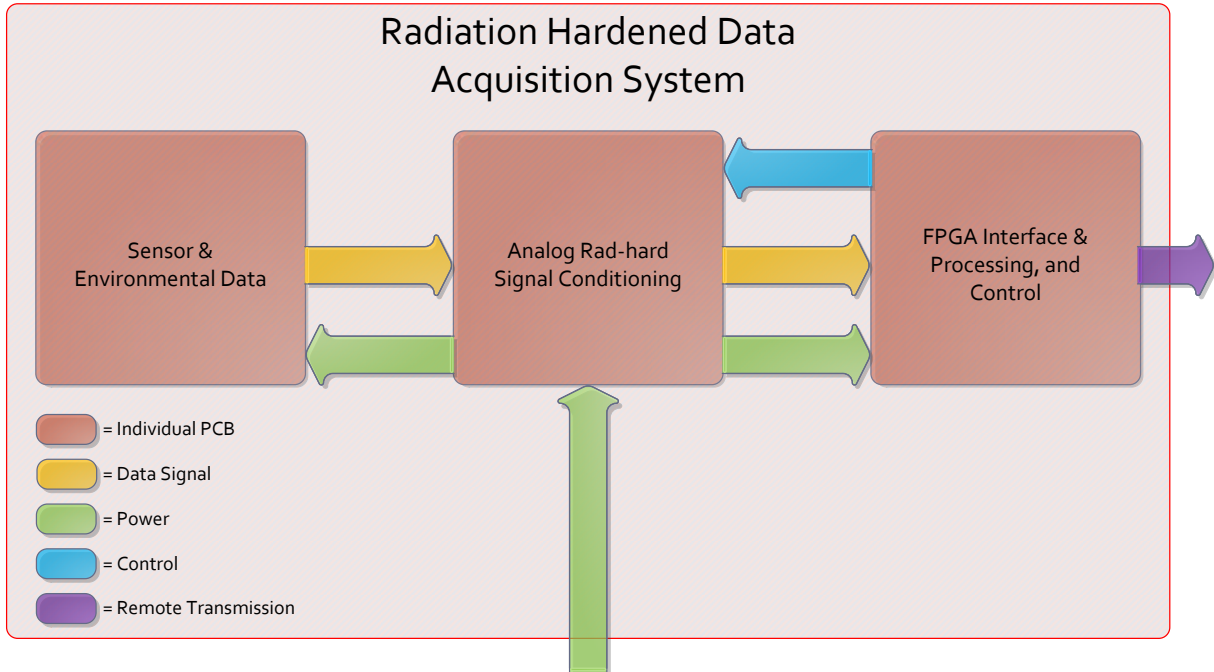 Radiation Hardened Data
Acquisition System
Sensor &
Environmental Data
Analog Rad-hard
Signal Conditioning
FPGA Interface &
Processing, and
Control
= Individual PCB
= Data Signal
= Power
= Control
= Remote Transmission